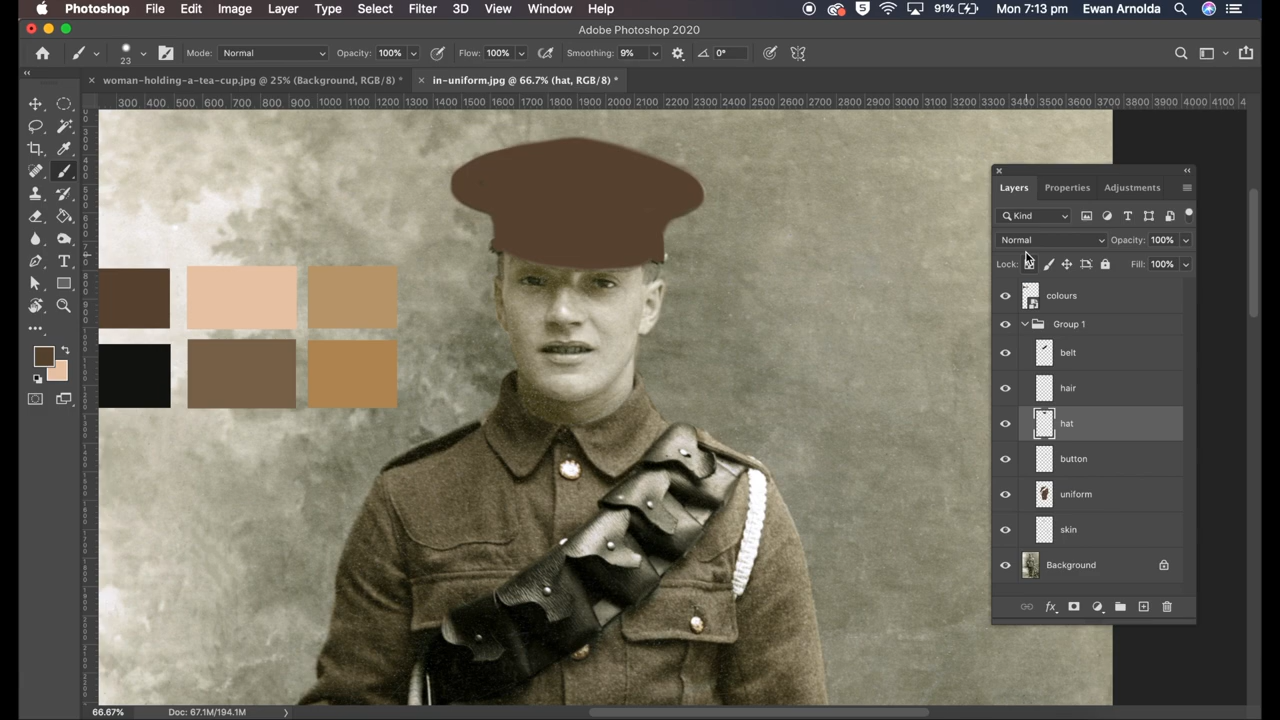 Photoshop File Edit Image Layer Type Select Filter 3D View Window Help 5 91% Mon 7:13 pm Ewan Arnolda
Adobe Photoshop 2020
23 Mode: Normal Opacity: 100% Flow: 100% Smoothing: 9% 0°
woman-holding-a-tea-cup.jpg @ 25% (Background, RGB/8) * in-uniform.jpg @ 66.7% (hat, RGB/8) *
300 400 500 600 700 800 900 1000 1100 1200 1300 1400 1500 1600 1700 1800 1900 2000 2100 2200 2300 2400 2500 2600 2700 2800 2900 3000 3100 3200 3300 3400 3500 3600 3700 3800 3900 4000 4100 4
Layers Properties Adjustments
Kind
Normal Opacity: 100%
Lock: Fill: 100%
colours
Group 1
belt
hair
hat
button
uniform
skin
Background
fx
66.67% Doc: 67.1M/194.1M